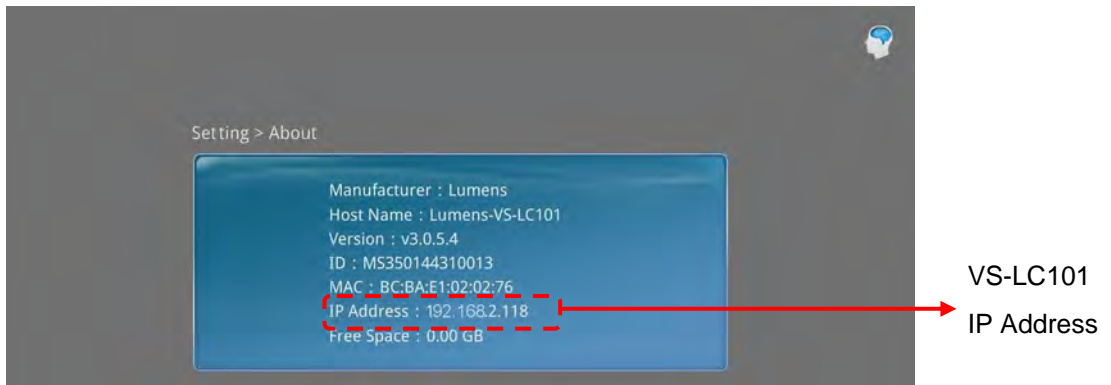 Setting > About
Manufacturer : Lumens
Host Name : Lumens-VS-LC101
Version : v3.0.5.4
ID : MS350144310013
MAC : BC:BA:E1:02:02:76
IP Address : 192.168.2.118
Free Space : 0.00 GB
VS-LC101
IP Address